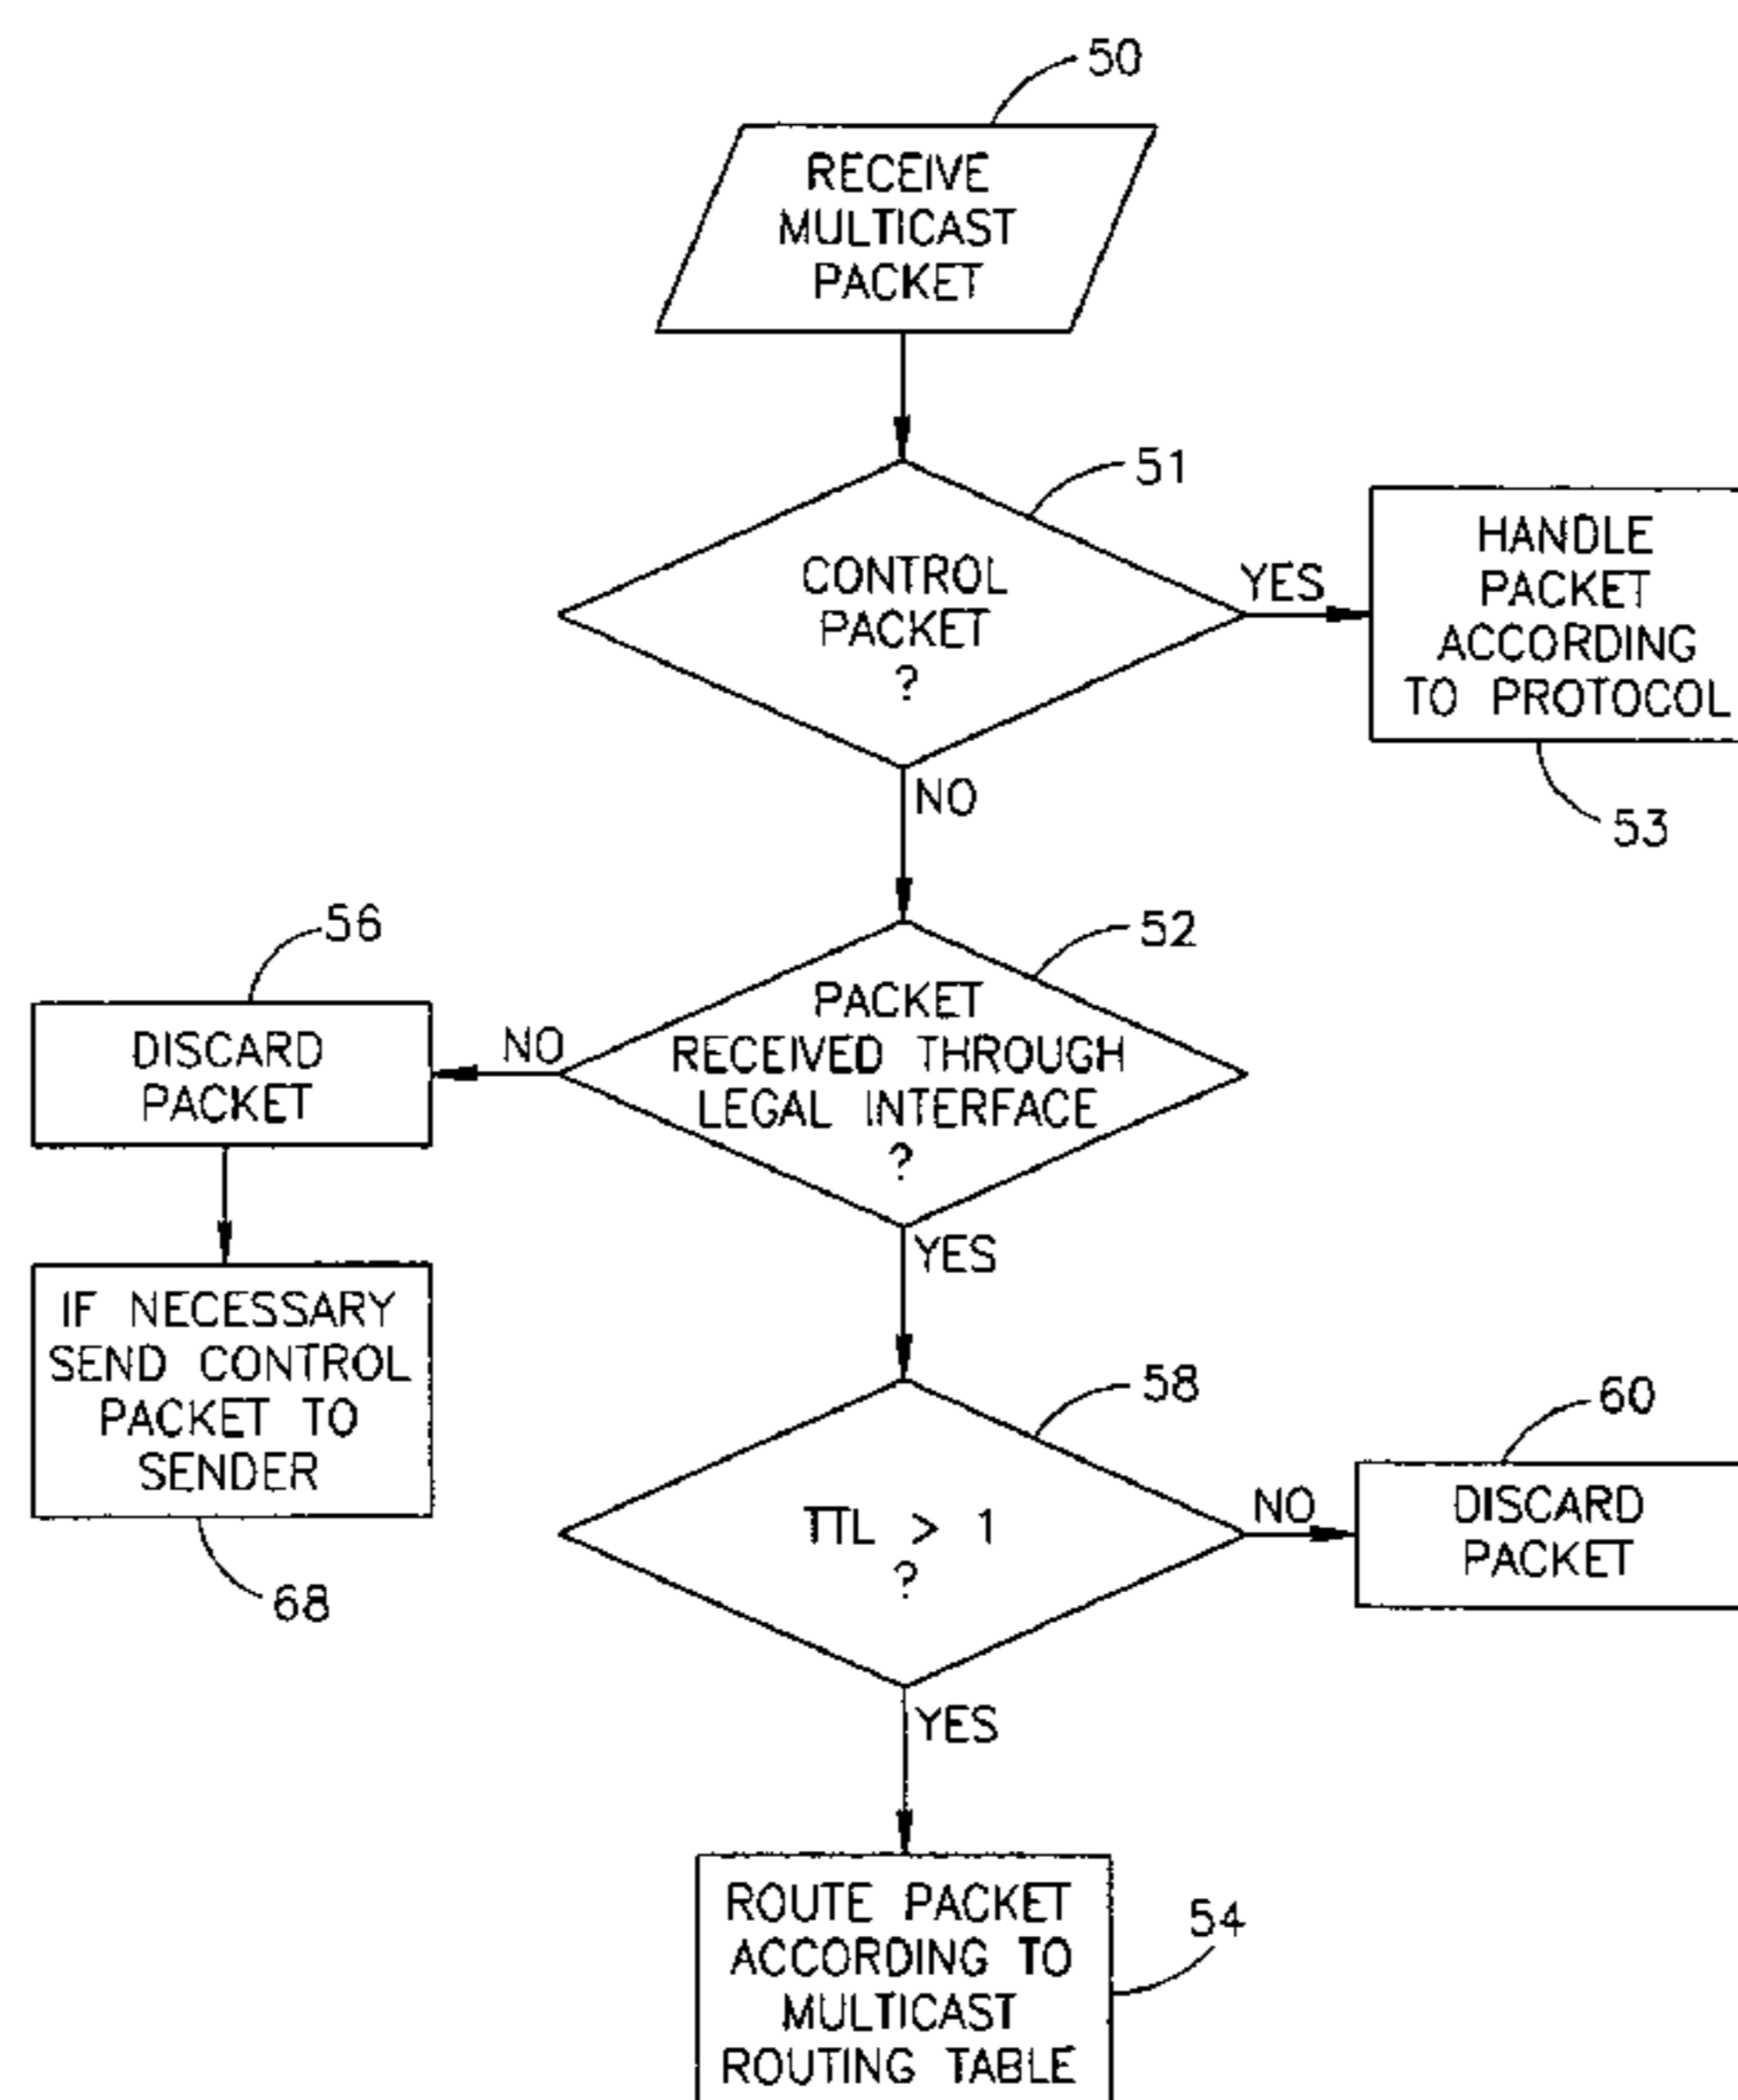 50
RECEIVE
MULTICAST
PACKET
51
CONTROL
PACKET
?
YES
HANDLE
PACKET
ACCORDING
TO PROTOCOL
53
NO
52
PACKET
RECEIVED THROUGH
LEGAL INTERFACE
?
NO
56
DISCARD
PACKET
IF NECESSARY
SEND CONTROL
PACKET TO
SENDER
68
YES
58
TTL > 1
?
NO
60
DISCARD
PACKET
YES
ROUTE PACKET
ACCORDING TO
MULTICAST
ROUTING TABLE
54